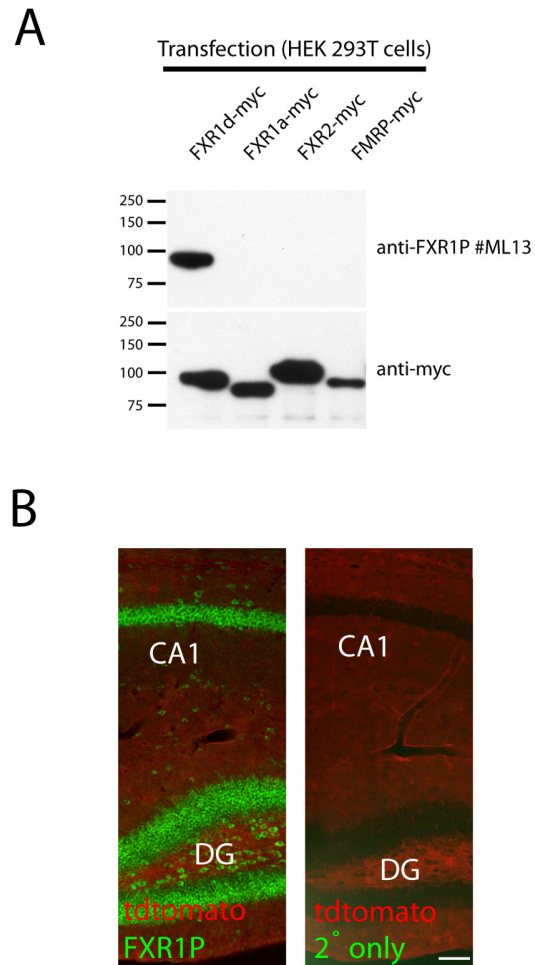 A
Transfection (HEK 293T cells)
FXR1d-myc
FXR1a-myc
FXR2-myc
FMRP-myc
250
150
100
75
anti-FXR1P #ML13
250
150
100
75
anti-myc
B
CA1
DG
tdtomato
FXR1P
CA1
DG
tdtomato
2° only